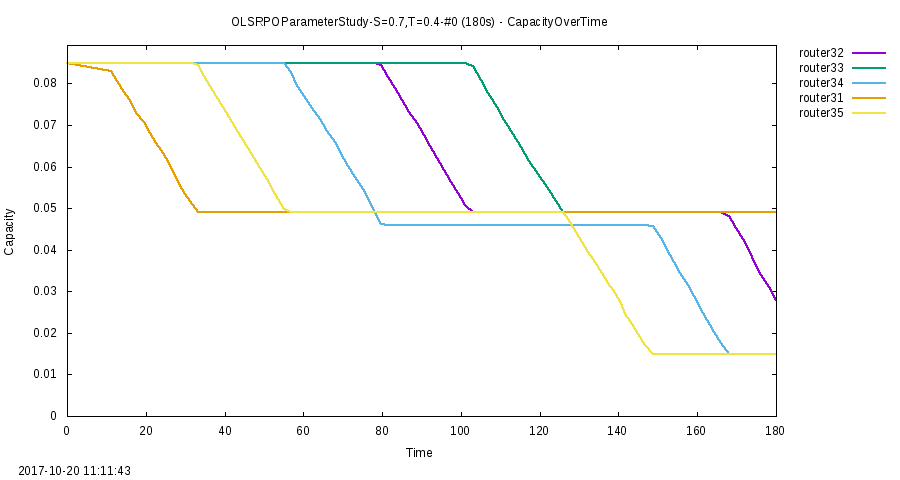 OLSRPOParameterStudy-S=0.7,T=0.4-#0 (180s) - CapacityOverTime
router32
router33
router34
router31
router35
0.08
0.07
0.06
0.05
0.04
0.03
0.02
0.01
0
Capacity
0 20 40 60 80 100 120 140 160 180
Time
2017-10-20 11:11:43